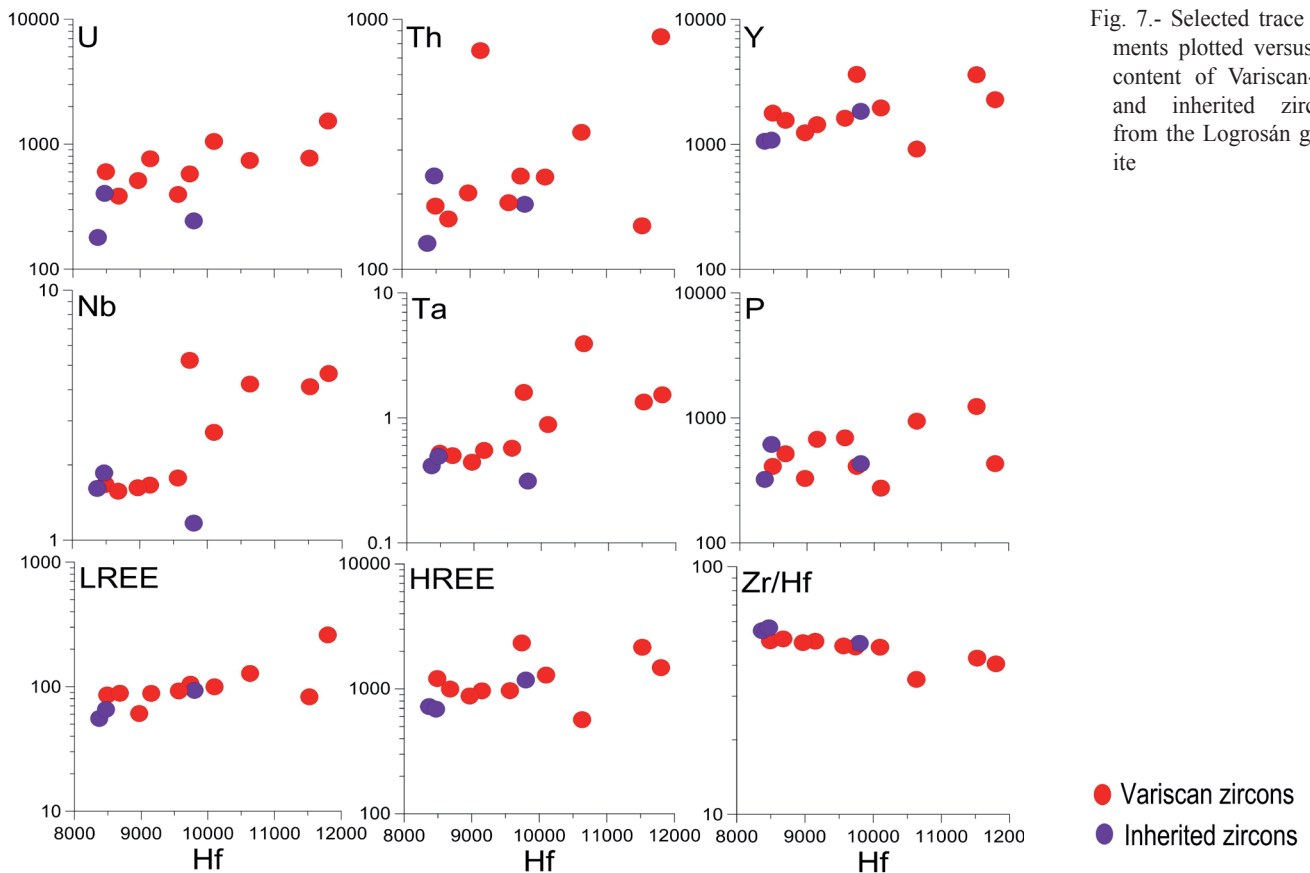 10000
1000
100
U
1000
100
Th
10000
1000
100
Y
10
1
Nb
10
1
0.1
Ta
10000
1000
100
P
1000
100
10
LREE
8000 9000 10000 11000 12000
Hf
10000
1000
100
HREE
8000 9000 10000 11000 12000
Hf
100
10
Zr/Hf
8000 9000 10000 11000 12000
Hf
Fig. 7.- Selected trace
ments plotted versus
content of Variscan-
and inherited zirc
from the Logrosán g
ite
Variscan zircons
Inherited zircons